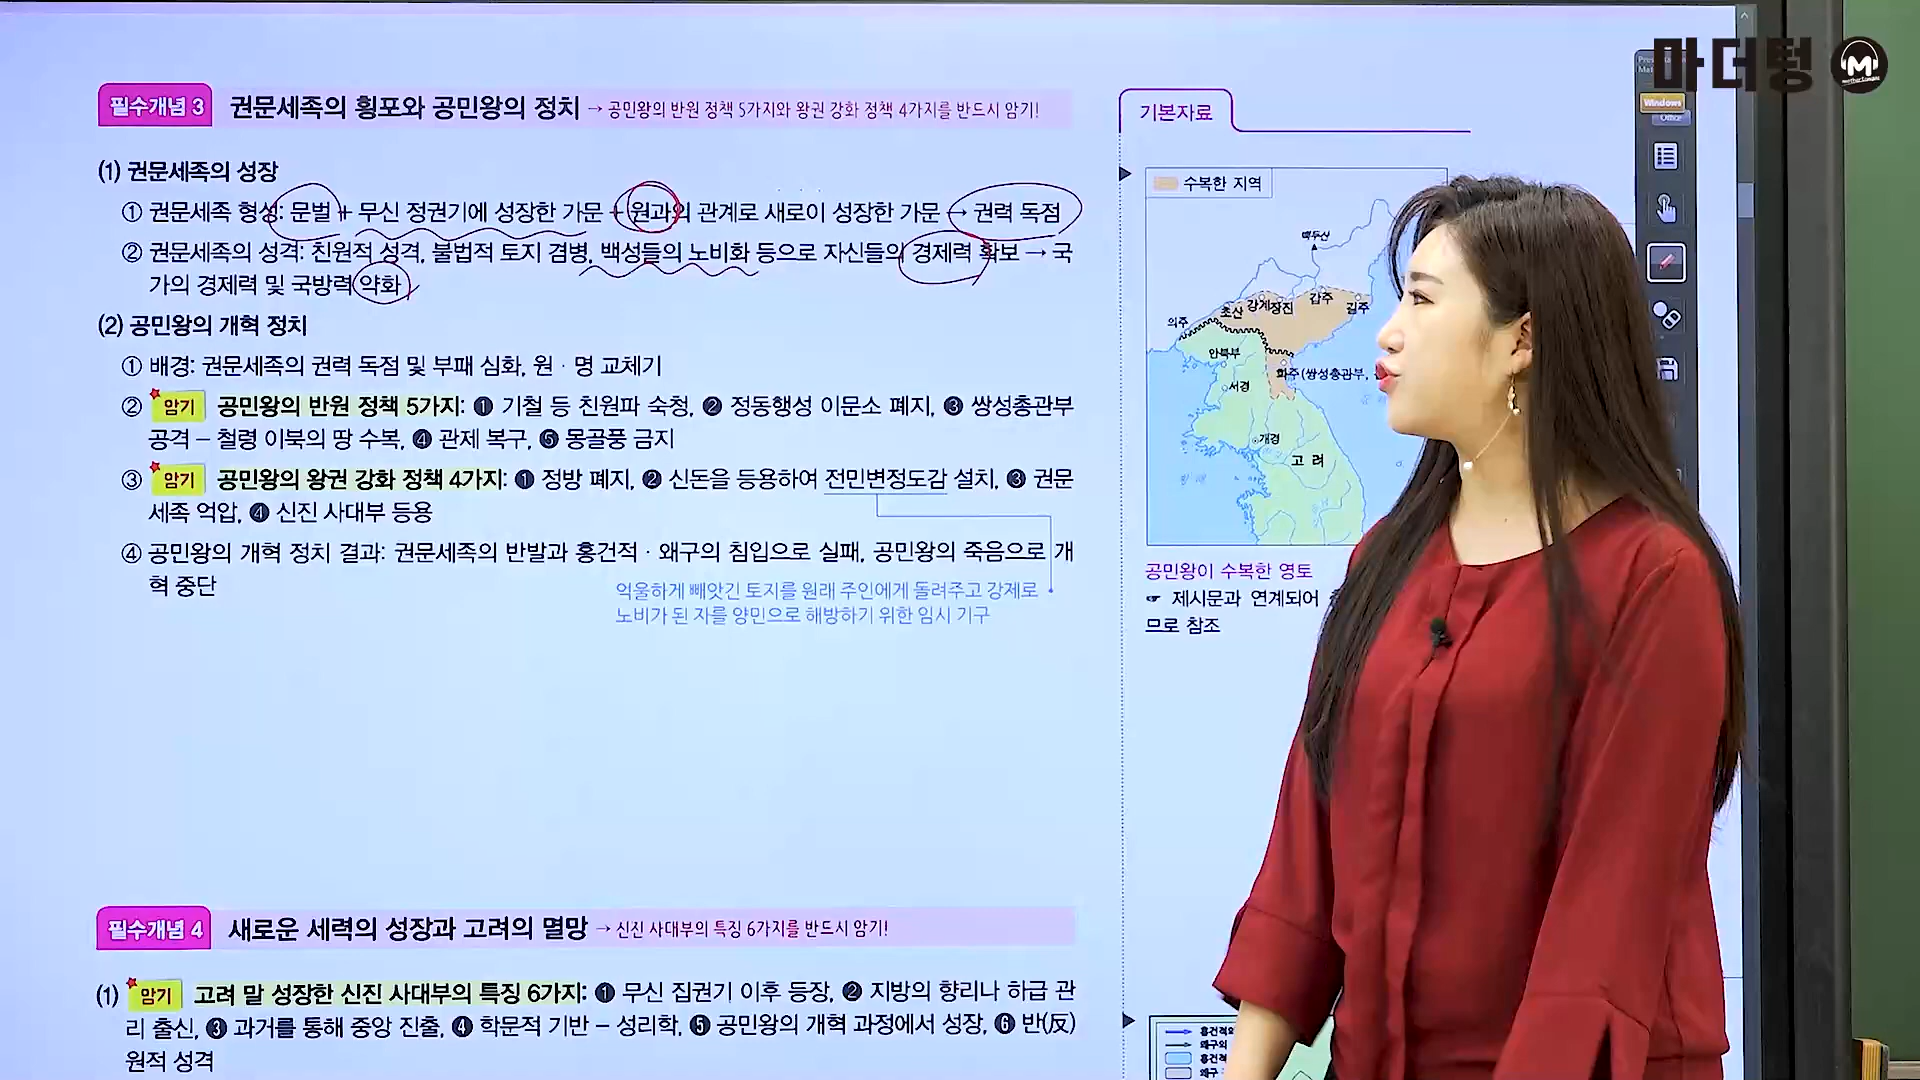 마더텅
필수개념 3 권문세족의 횡포와 공민왕의 정치 → 공민왕의 반원 정책 5가지와 왕권 강화 정책 4가지를 반드시 암기!
(1) 권문세족의 성장
① 권문세족 형성: 문벌 + 무신 정권기에 성장한 가문 + 원과의 관계로 새로이 성장한 가문 → 권력 독점
② 권문세족의 성격: 친원적 성격, 불법적 토지 겸병, 백성들의 노비화 등으로 자신들의 경제력 확보 → 국
가의 경제력 및 국방력 약화
(2) 공민왕의 개혁 정치
① 배경: 권문세족의 권력 독점 및 부패 심화, 원 · 명 교체기
② 암기 공민왕의 반원 정책 5가지: ❶ 기철 등 친원파 숙청, ❷ 정동행성 이문소 폐지, ❸ 쌍성총관부
공격 – 철령 이북의 땅 수복, ❹ 관제 복구, ❺ 몽골풍 금지
③ 암기 공민왕의 왕권 강화 정책 4가지: ❶ 정방 폐지, ❷ 신돈을 등용하여 전민변정도감 설치, ❸ 권문
세족 억압, ❹ 신진 사대부 등용
④ 공민왕의 개혁 정치 결과: 권문세족의 반발과 홍건적 · 왜구의 침입으로 실패, 공민왕의 죽음으로 개
혁 중단
억울하게 빼앗긴 토지를 원래 주인에게 돌려주고 강제로
노비가 된 자를 양민으로 해방하기 위한 임시 기구
필수개념 4 새로운 세력의 성장과 고려의 멸망 → 신진 사대부의 특징 6가지를 반드시 암기!
(1) 암기 고려 말 성장한 신진 사대부의 특징 6가지: ❶ 무신 집권기 이후 등장, ❷ 지방의 향리나 하급 관
리 출신, ❸ 과거를 통해 중앙 진출, ❹ 학문적 기반 – 성리학, ❺ 공민왕의 개혁 과정에서 성장, ❻ 반(反)
원적 성격
기본자료
수복한 지역
백두산
갑주
강계 장진 길주
초산
의주
안북부
화주(쌍성총관부,
서경
개경
고 려
공민왕이 수복한 영토
☞ 제시문과 연계되어
므로 참조
홍건적의
왜구의
홍건적
왜구
Windows
Office